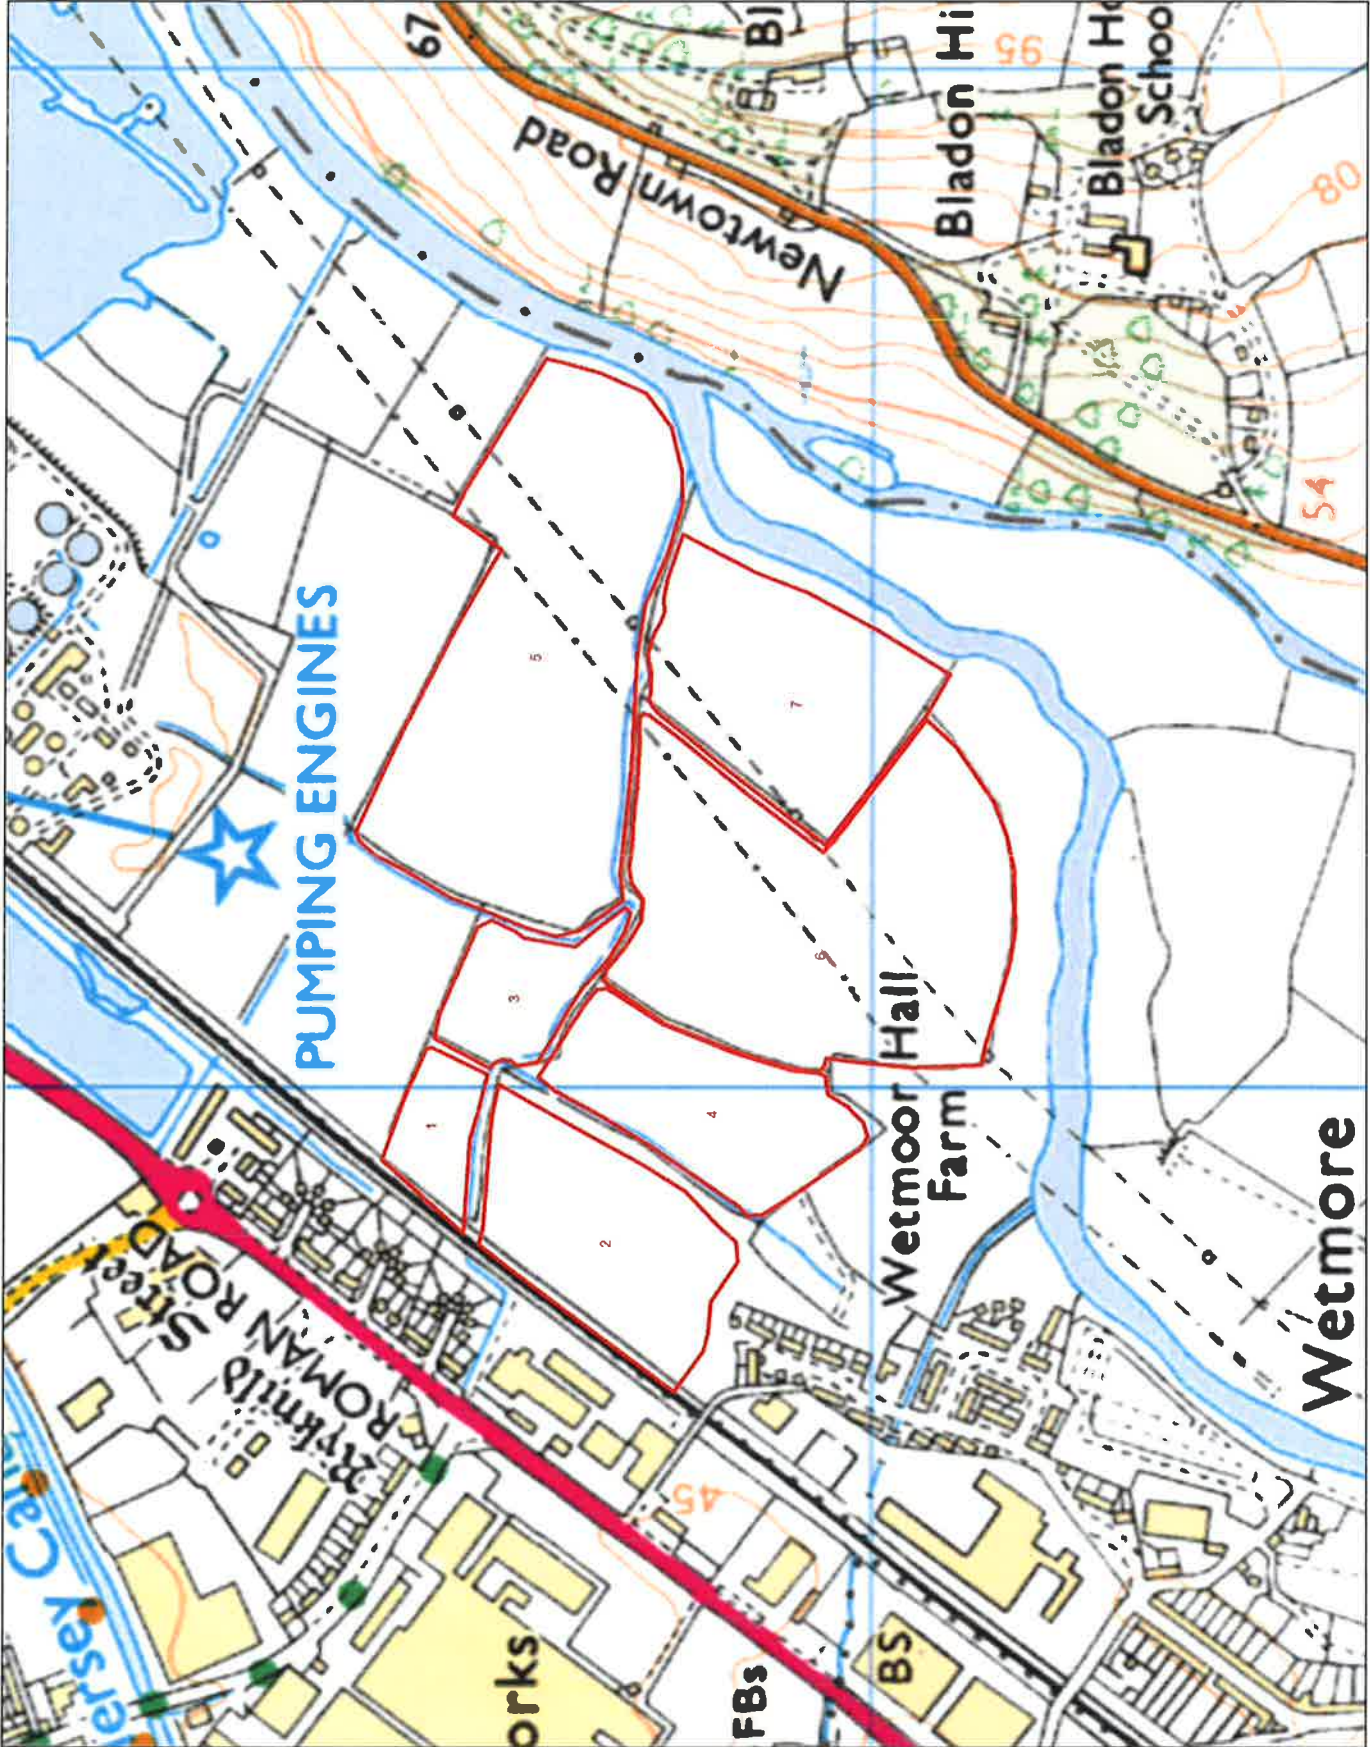 67
Newtown Road
Bl
Bladon Hi
95
Bladon Ho
Schoo
80
54
PUMPING ENGINES
5
7
3
6
1
4
2
Wetmoor Hall
Farm
Wetmore
Ryknild
Street
ROMAN ROAD
45
ersey Ca
orks
FBs
BS